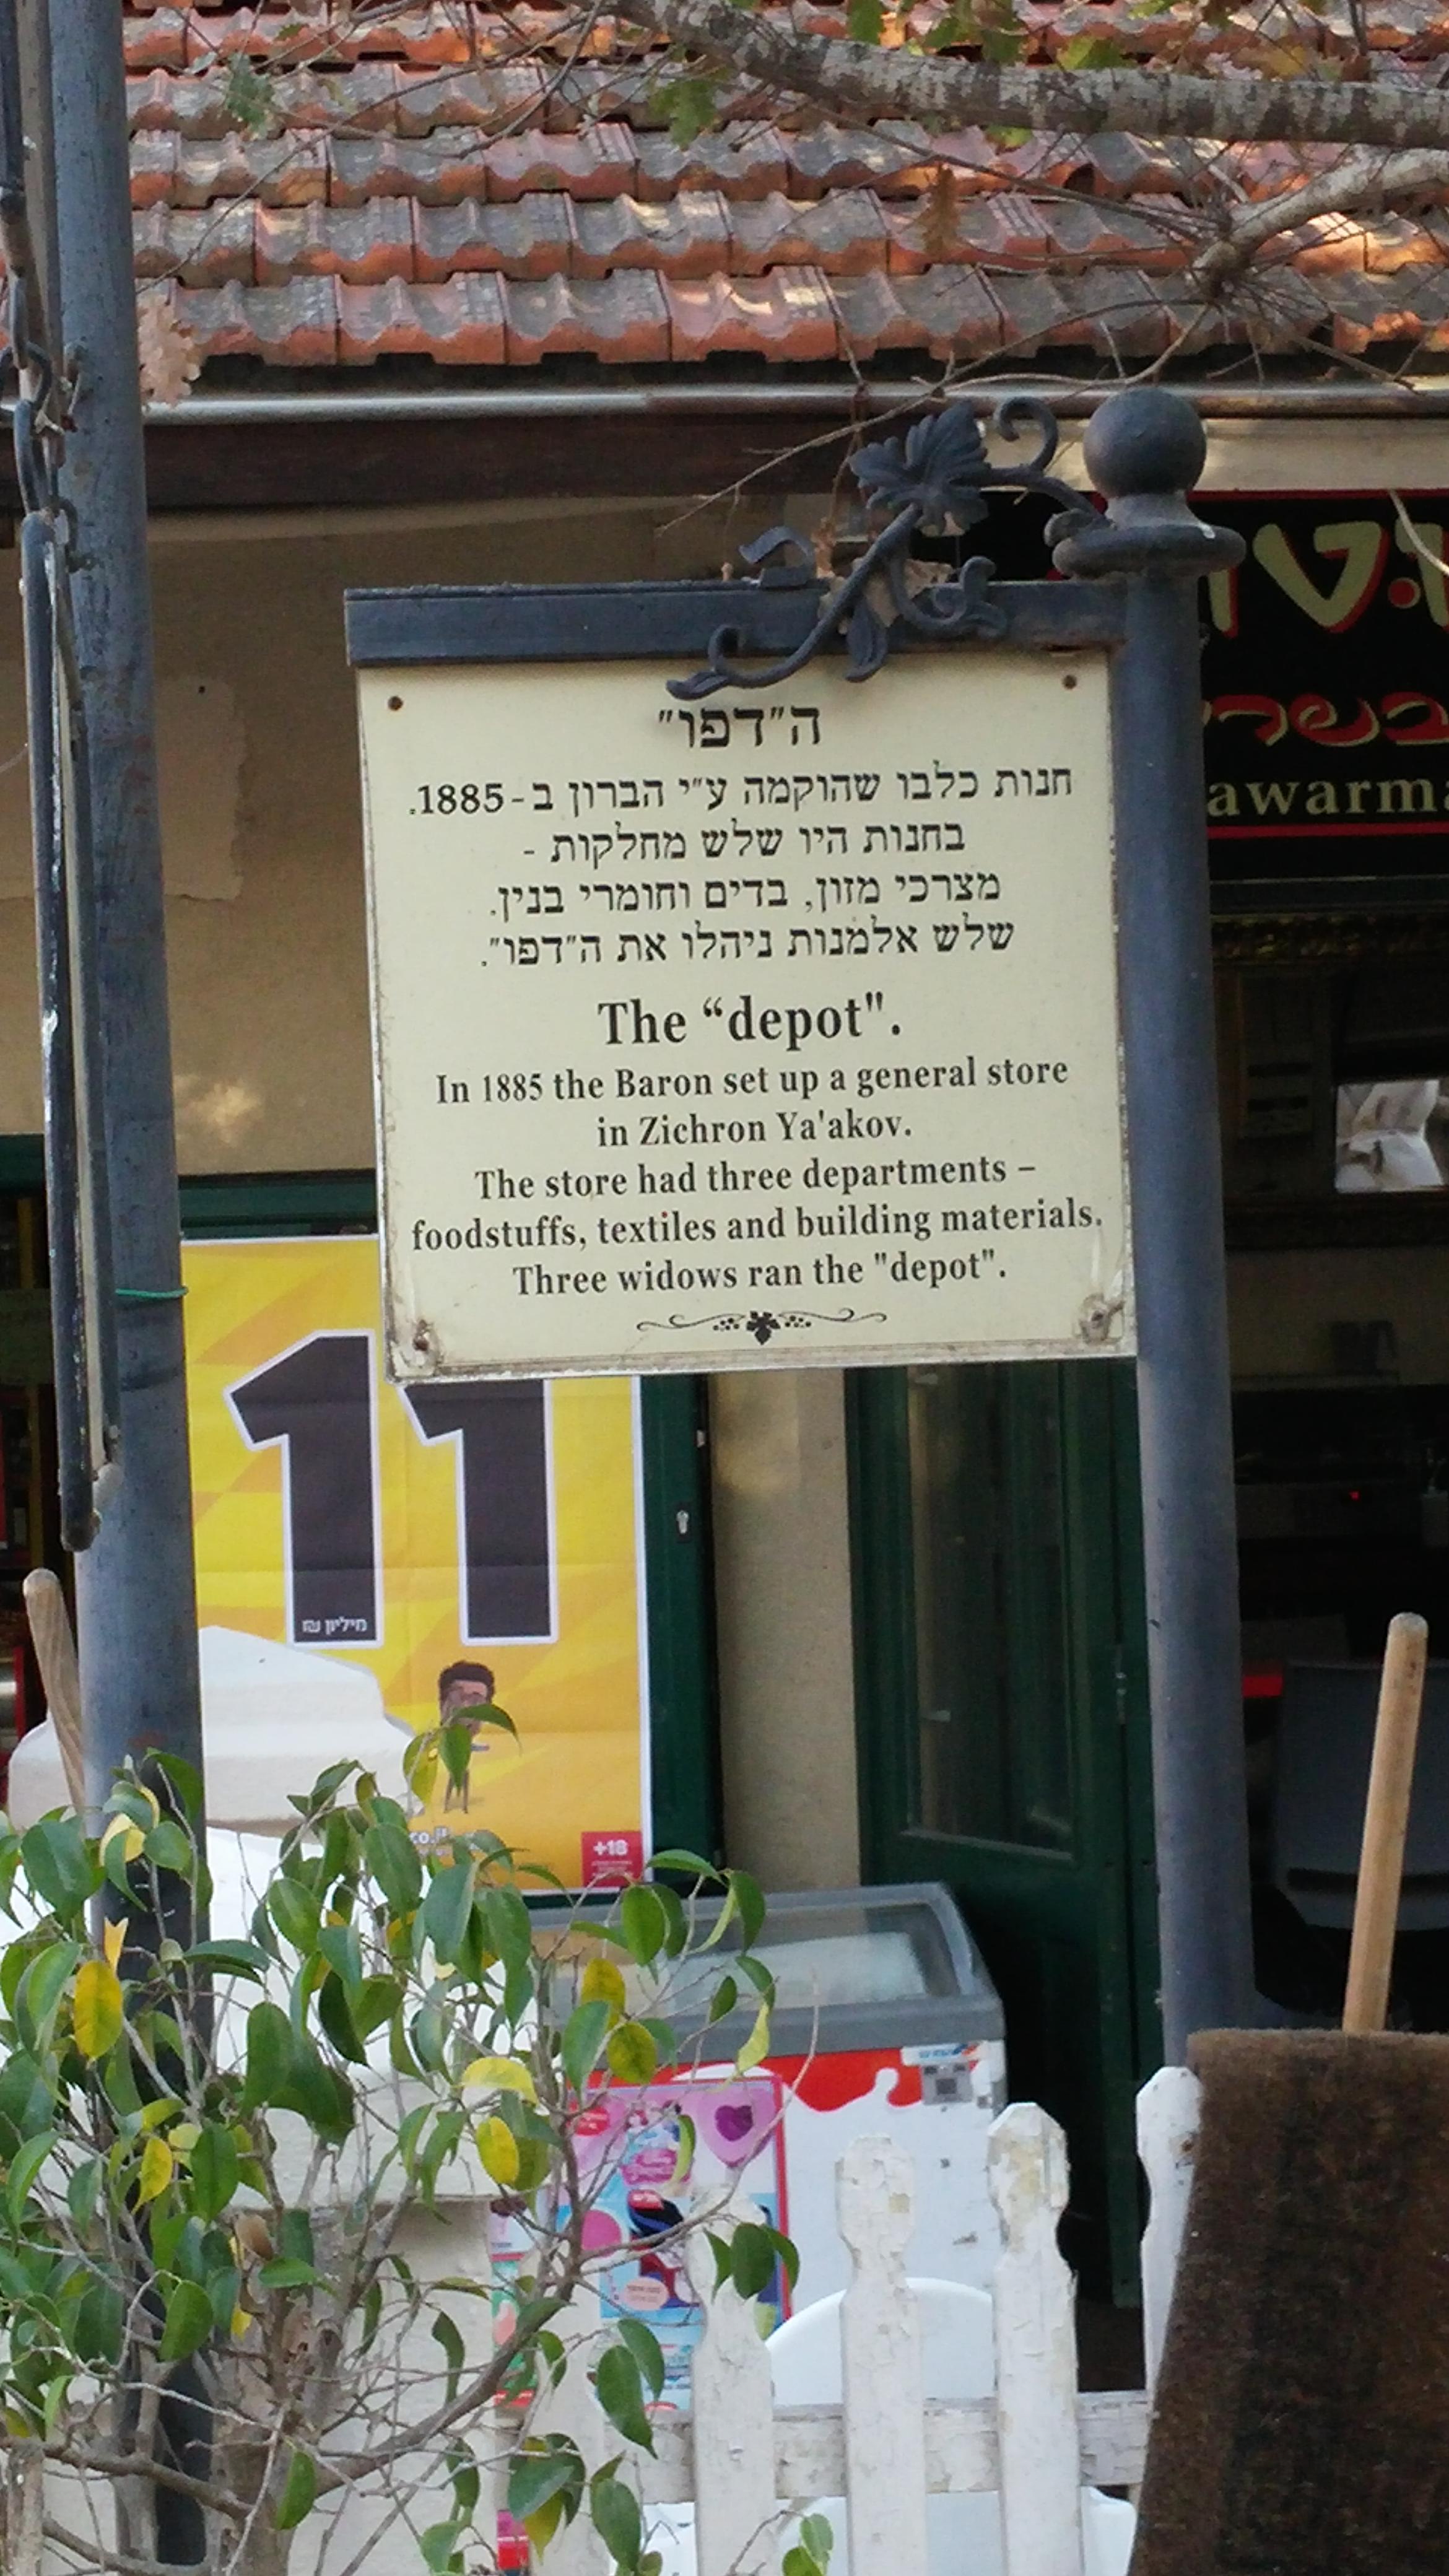 ה"דפו"
חנות כלבו שהוקמה ע"י הברון ב-1885.
בחנות היו שלש מחלקות -
מצרכי מזון, בדים וחומרי בנין.
שלש אלמנות ניהלו את ה"דפו".
The “depot".
In 1885 the Baron set up a general store
in Zichron Ya'akov.
The store had three departments –
foodstuffs, textiles and building materials.
Three widows ran the "depot".
awarma
11
מיליון ₪
+18